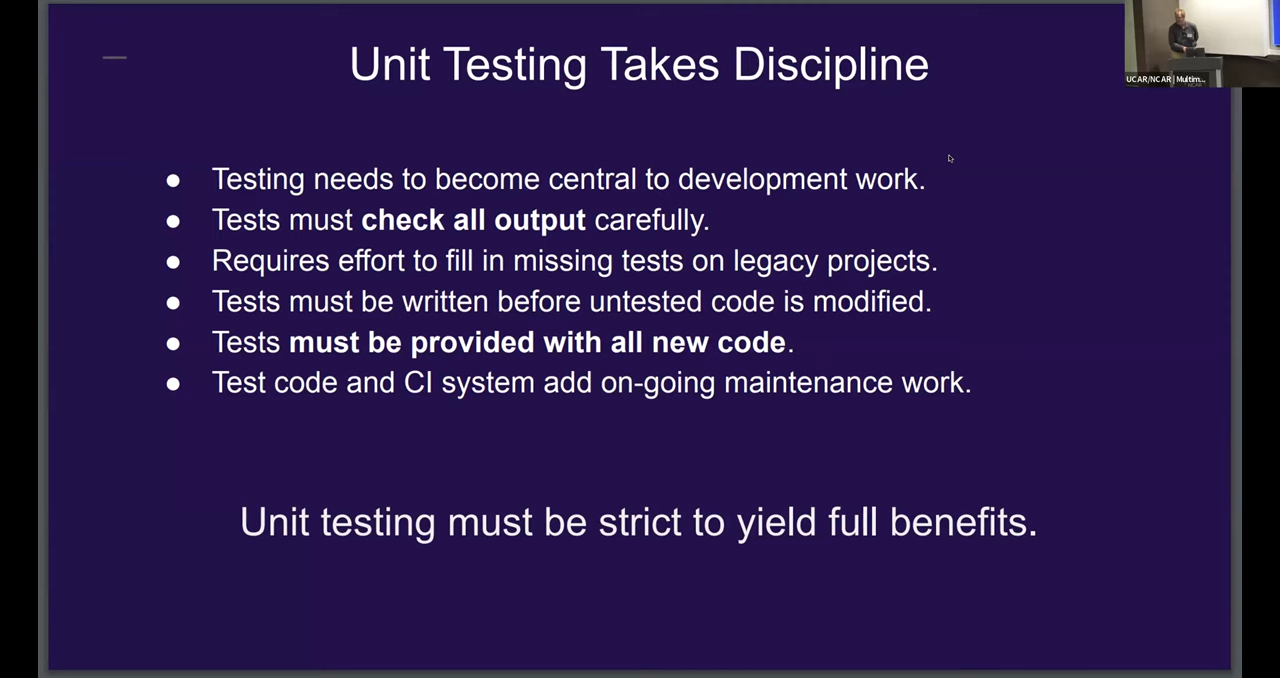 Unit Testing Takes Discipline
UCAR/NCAR | Multim...
NCAR
● Testing needs to become central to development work.
● Tests must check all output carefully.
● Requires effort to fill in missing tests on legacy projects.
● Tests must be written before untested code is modified.
● Tests must be provided with all new code.
● Test code and CI system add on-going maintenance work.
Unit testing must be strict to yield full benefits.